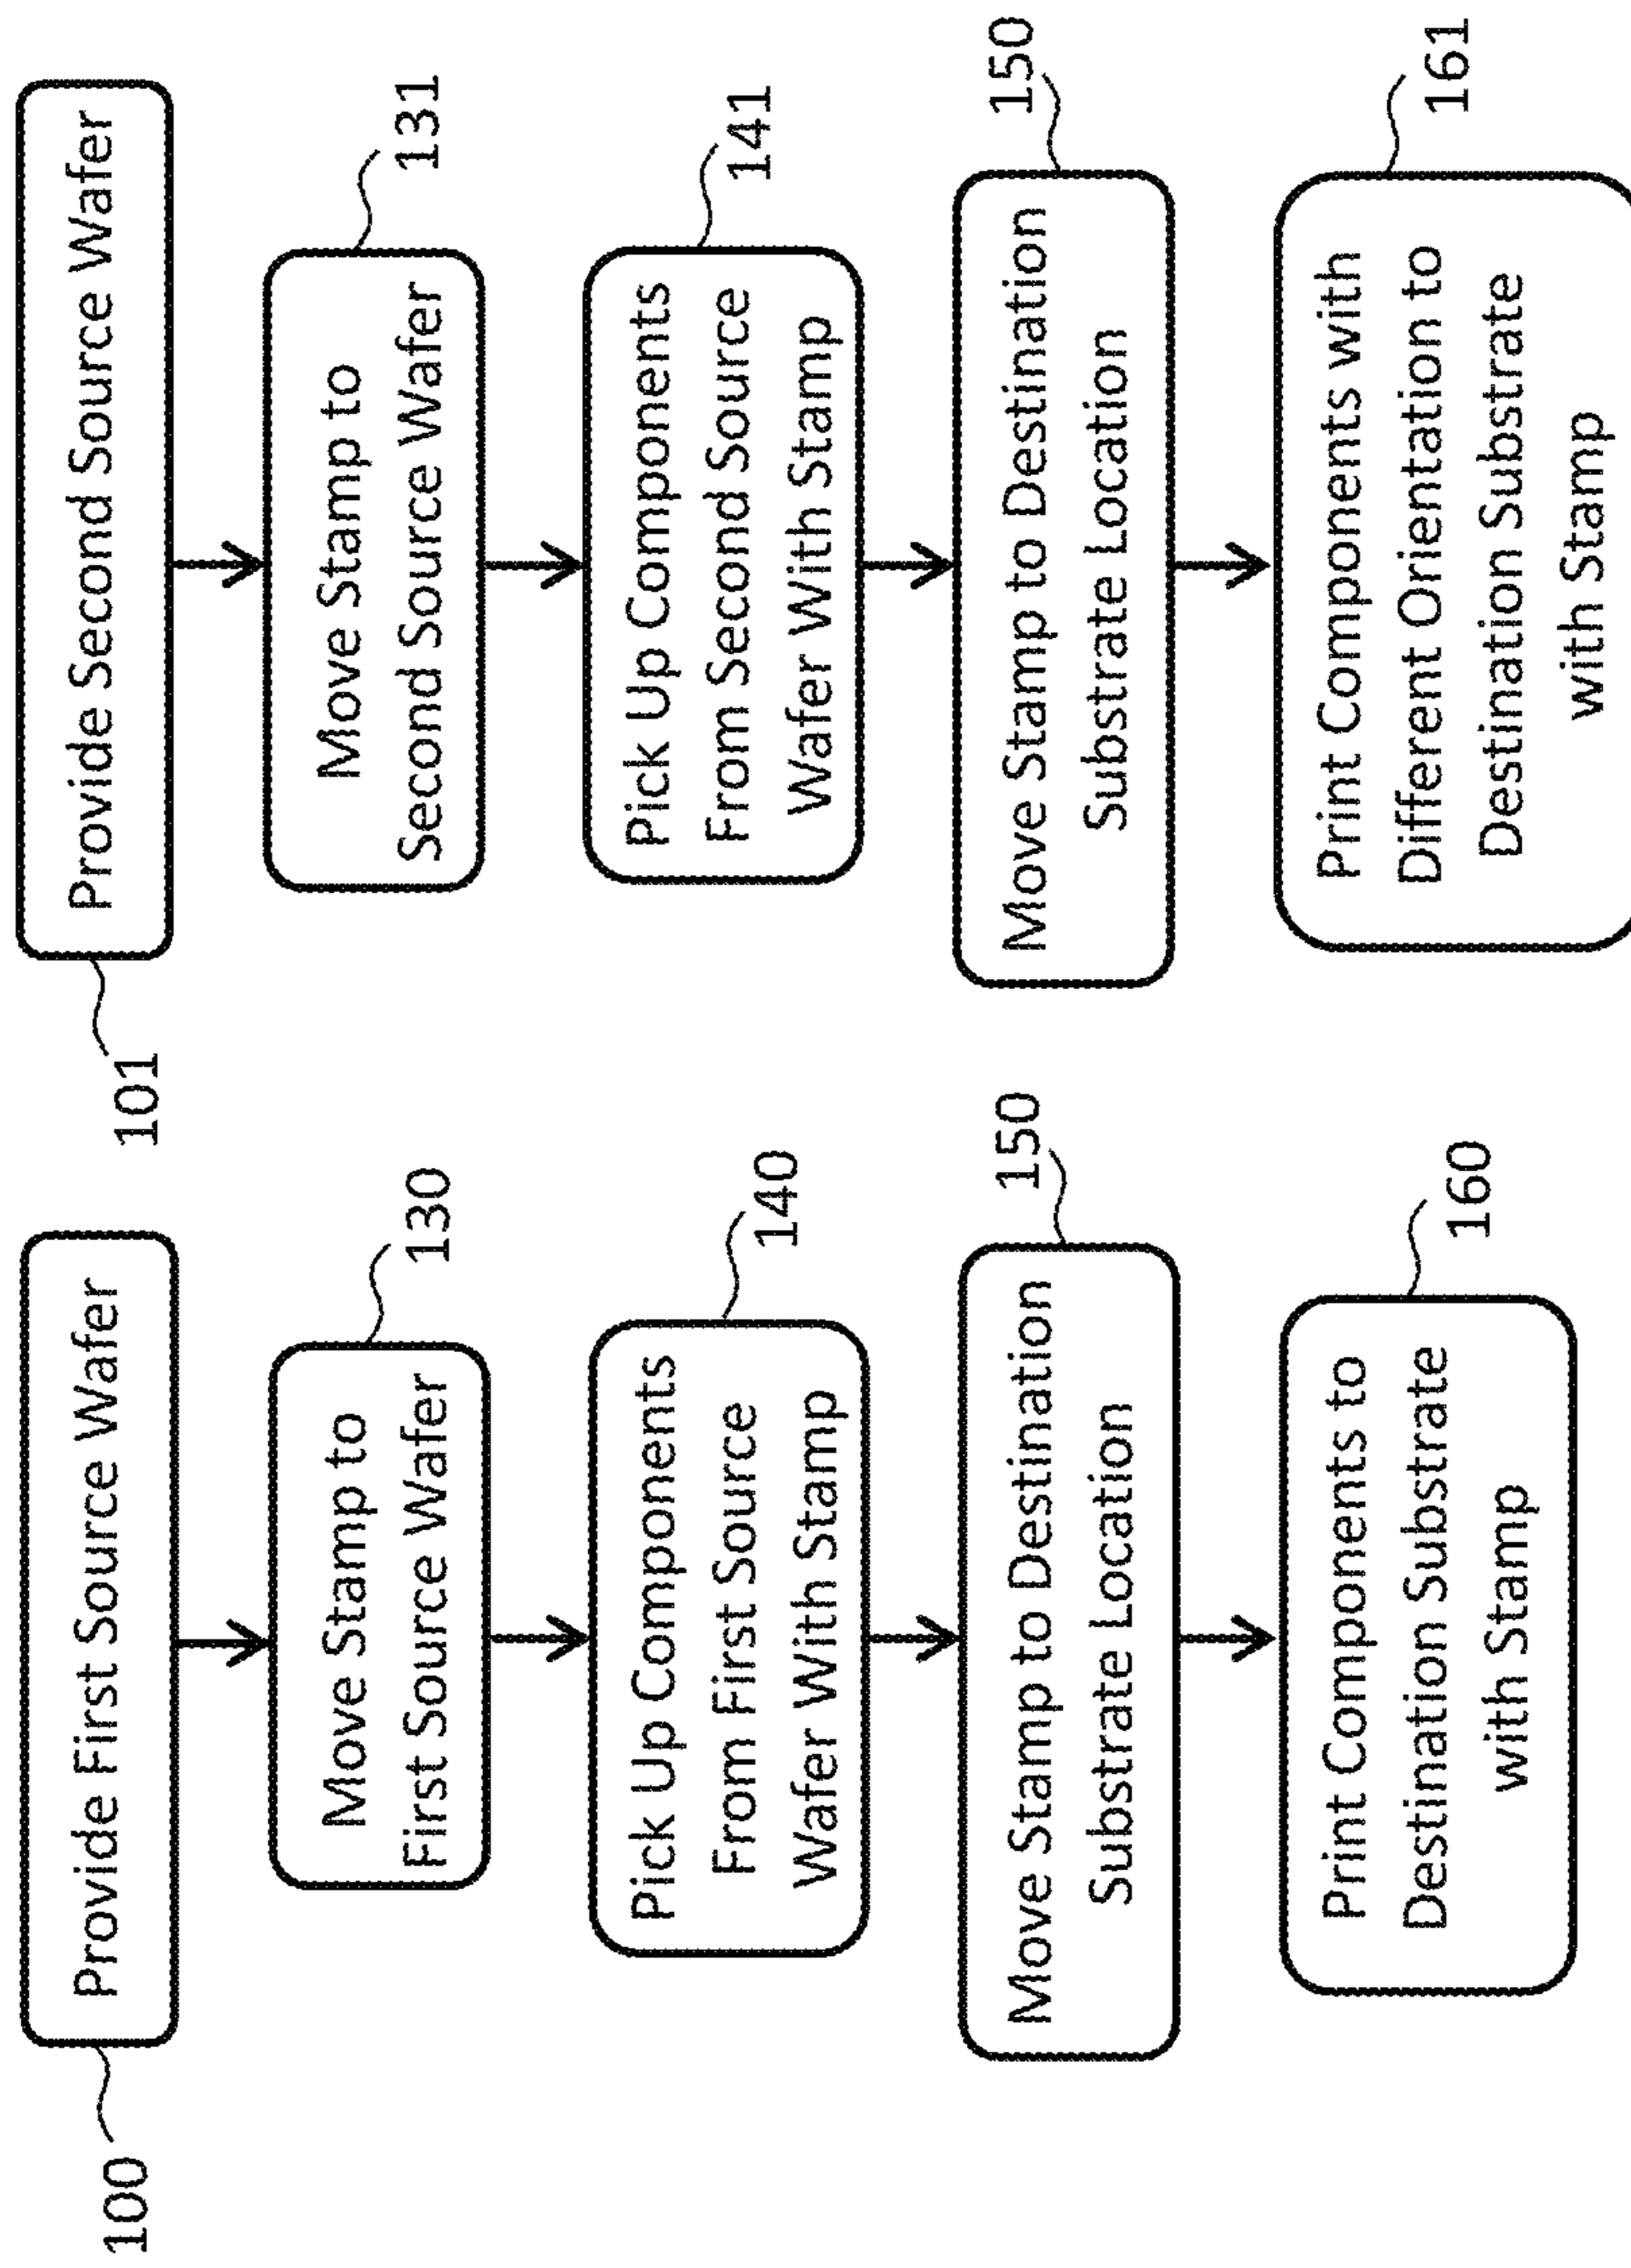 100
Provide First Source Wafer
Move Stamp to
First Source Wafer
130
Pick Up Components
From First Source
Wafer With Stamp
140
Move Stamp to Destination
Substrate Location
150
Print Components to
Destination Substrate
with Stamp
160
101
Provide Second Source Wafer
Move Stamp to
Second Source Wafer
131
Pick Up Components
From Second Source
Wafer With Stamp
141
Move Stamp to Destination
Substrate Location
150
Print Components with
Different Orientation to
Destination Substrate
with Stamp
161